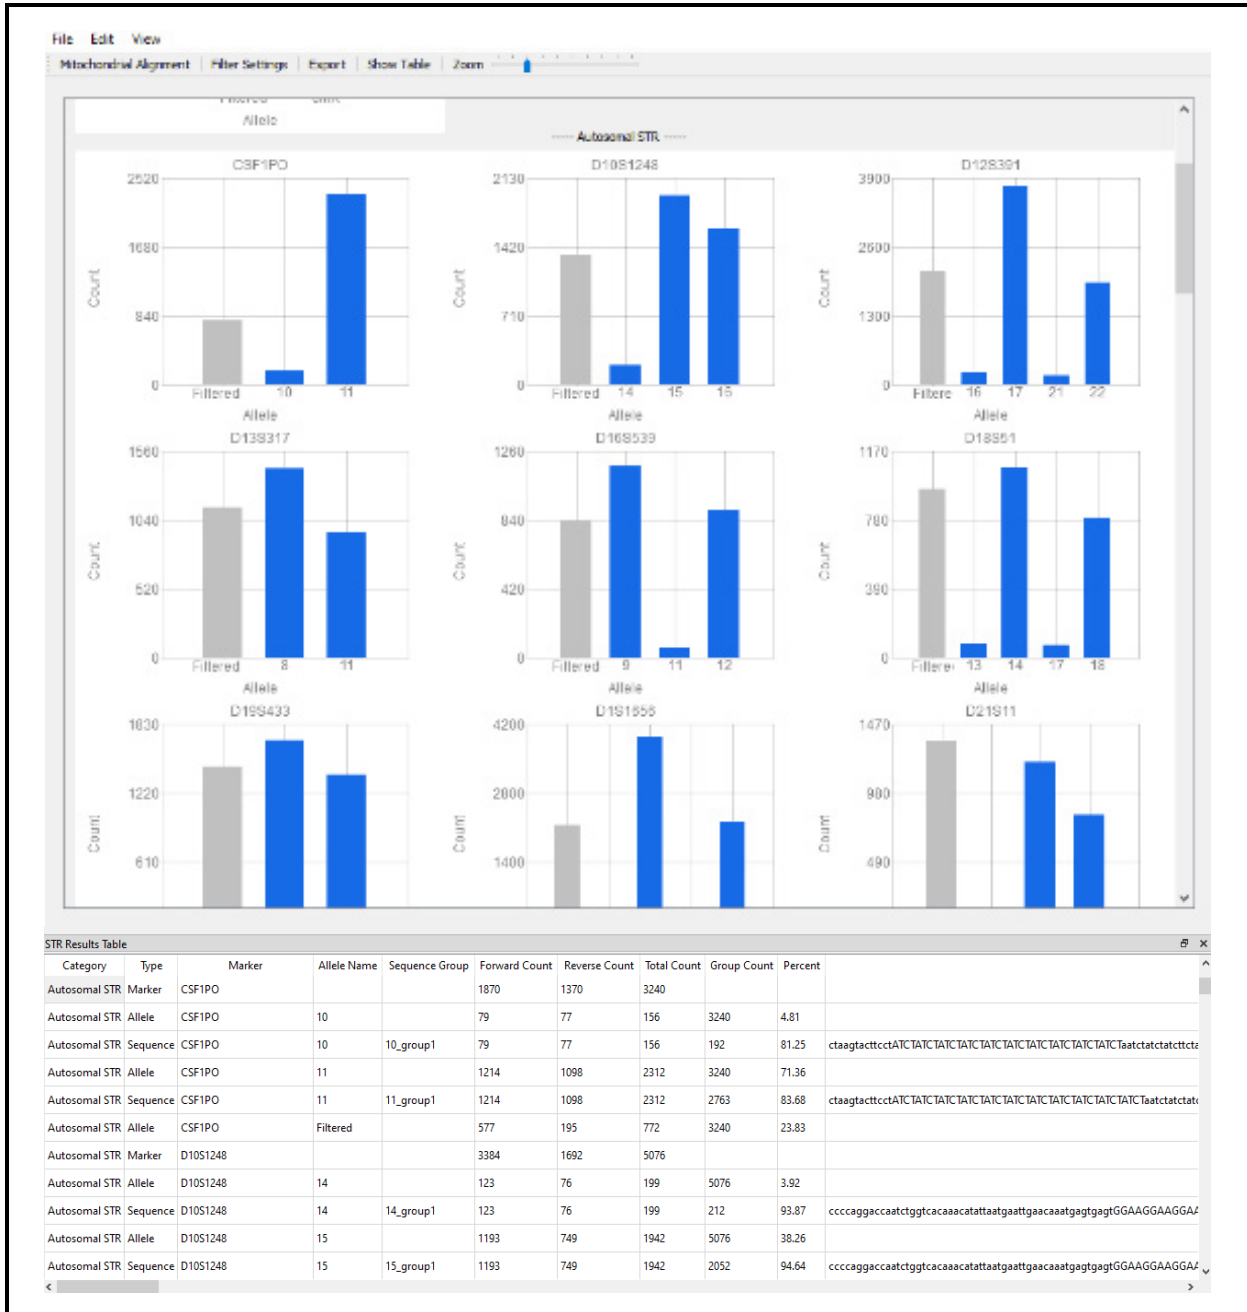 File Edit View
Mitochondrial Alignment Filter Settings Export Show Table Zoom
Allele
----- Autosomal STR -----
CSF1PO D10S1248 D12S391
2520 2130 3900
1680 1420 2600
Count Count Count
840 710 1300
0 0 0
Filtered 10 11 Filtered 14 15 16 Filtere 16 17 21 22
Allele Allele Allele
D13S317 D16S539 D18S51
1560 1260 1170
1040 840 780
Count Count Count
520 420 390
0 0 0
Filtered 8 11 Filtered 9 11 12 Filtere 13 14 17 18
Allele Allele Allele
D19S433 D1S1656 D21S11
1830 4200 1470
1220 2800 980
Count Count Count
610 1400 490
STR Results Table
Category Type Marker Allele Name Sequence Group Forward Count Reverse Count Total Count Group Count Percent
Autosomal STR Marker CSF1PO 1870 1370 3240
Autosomal STR Allele CSF1PO 10 79 77 156 3240 4.81
Autosomal STR Sequence CSF1PO 10 10_group1 79 77 156 192 81.25 ctaagtacttcctATCTATCTATCTATCTATCTATCTATCTATCTATCTATCTaatctatctatcttcta
Autosomal STR Allele CSF1PO 11 1214 1098 2312 3240 71.36
Autosomal STR Sequence CSF1PO 11 11_group1 1214 1098 2312 2763 83.68 ctaagtacttcctATCTATCTATCTATCTATCTATCTATCTATCTATCTATCTATCTaatctatctatc
Autosomal STR Allele CSF1PO Filtered 577 195 772 3240 23.83
Autosomal STR Marker D10S1248 3384 1692 5076
Autosomal STR Allele D10S1248 14 123 76 199 5076 3.92
Autosomal STR Sequence D10S1248 14 14_group1 123 76 199 212 93.87 ccccaggaccaatctggtcacaaacatattaatgaattgaacaaatgagtgagtGGAAGGAAGGAA
Autosomal STR Allele D10S1248 15 1193 749 1942 5076 38.26
Autosomal STR Sequence D10S1248 15 15_group1 1193 749 1942 2052 94.64 ccccaggaccaatctggtcacaaacatattaatgaattgaacaaatgagtgagtGGAAGGAAGGAA